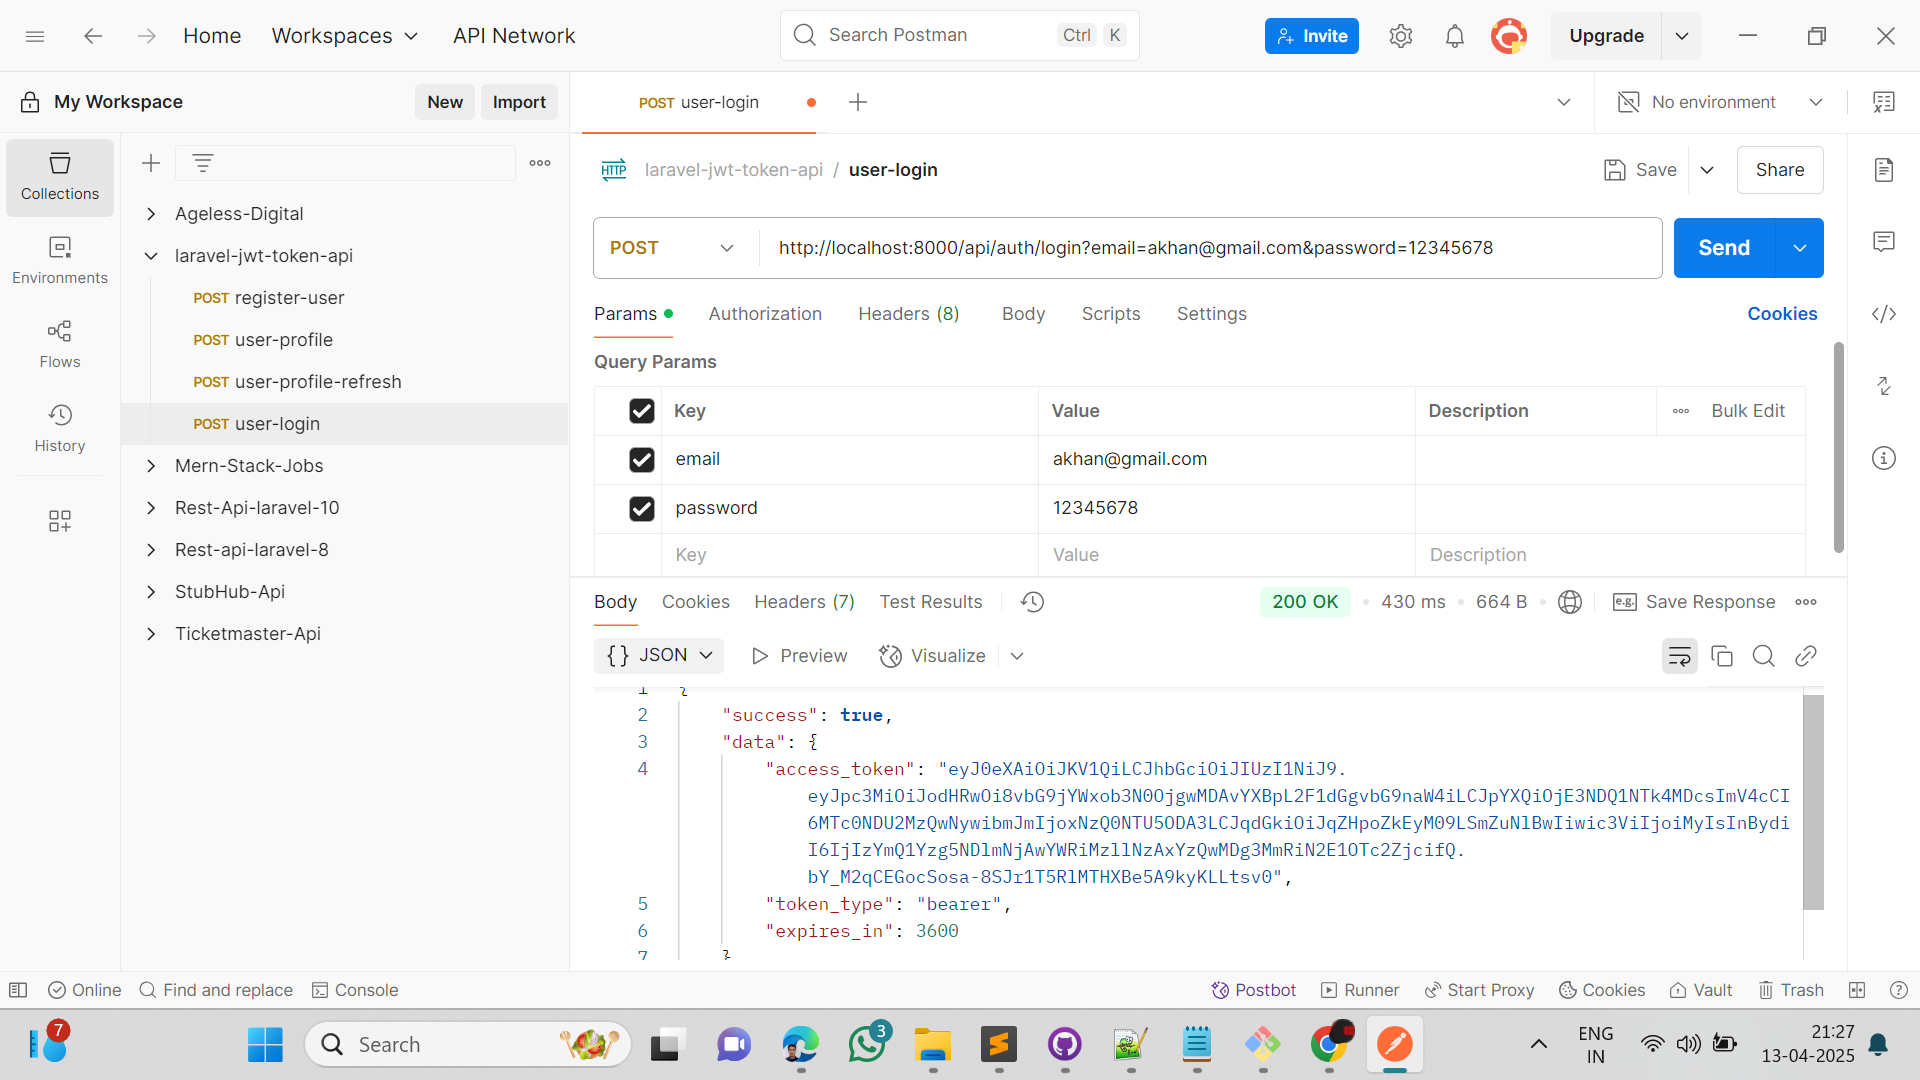 Home
Workspaces
API Network
Search Postman
Ctrl K
Invite
Upgrade
My Workspace
New
Import
POST user-login
No environment
Collections
Environments
Flows
History
Ageless-Digital
laravel-jwt-token-api
POST register-user
POST user-profile
POST user-profile-refresh
POST user-login
Mern-Stack-Jobs
Rest-Api-laravel-10
Rest-api-laravel-8
StubHub-Api
Ticketmaster-Api
HTTP laravel-jwt-token-api / user-login
Save
Share
POST
http://localhost:8000/api/auth/login?email=akhan@gmail.com&password=12345678
Send
Params Authorization Headers (8) Body Scripts Settings
Cookies
Query Params
Key Value Description Bulk Edit
email akhan@gmail.com
password 12345678
Key Value Description
Body Cookies Headers (7) Test Results
200 OK • 430 ms • 664 B
e.g. Save Response
{} JSON Preview Visualize
1 {
2 "success": true,
3 "data": {
4 "access_token": "eyJ0eXAiOiJKV1QiLCJhbGciOiJIUzI1NiJ9.
eyJpc3MiOiJodHRwOi8vbG9jYWxob3N0OjgwMDAvYXBpL2F1dGgvbG9naW4iLCJpYXQiOjE3NDQ1NTk4MDcsImV4cCI
6MTc0NDU2MzQwNywibmJmIjoxNzQ0NTU5ODA3LCJqdGkiOiJqZHpoZkEyM09LSmZuNlBwIiwic3ViIjoiMyIsInBydi
I6IjIzYmQ1Yzg5NDlmNjAwYWRiMzllNzAxYzQwMDg3MmRiN2E1OTc2ZjcifQ.
bY_M2qCEGocSosa-8SJr1T5RlMTHXBe5A9kyKLLtsv0",
5 "token_type": "bearer",
6 "expires_in": 3600
7 }
Online
Find and replace
Console
Postbot
Runner
Start Proxy
Cookies
Vault
Trash
7
Search
3
ENG
IN
21:27
13-04-2025